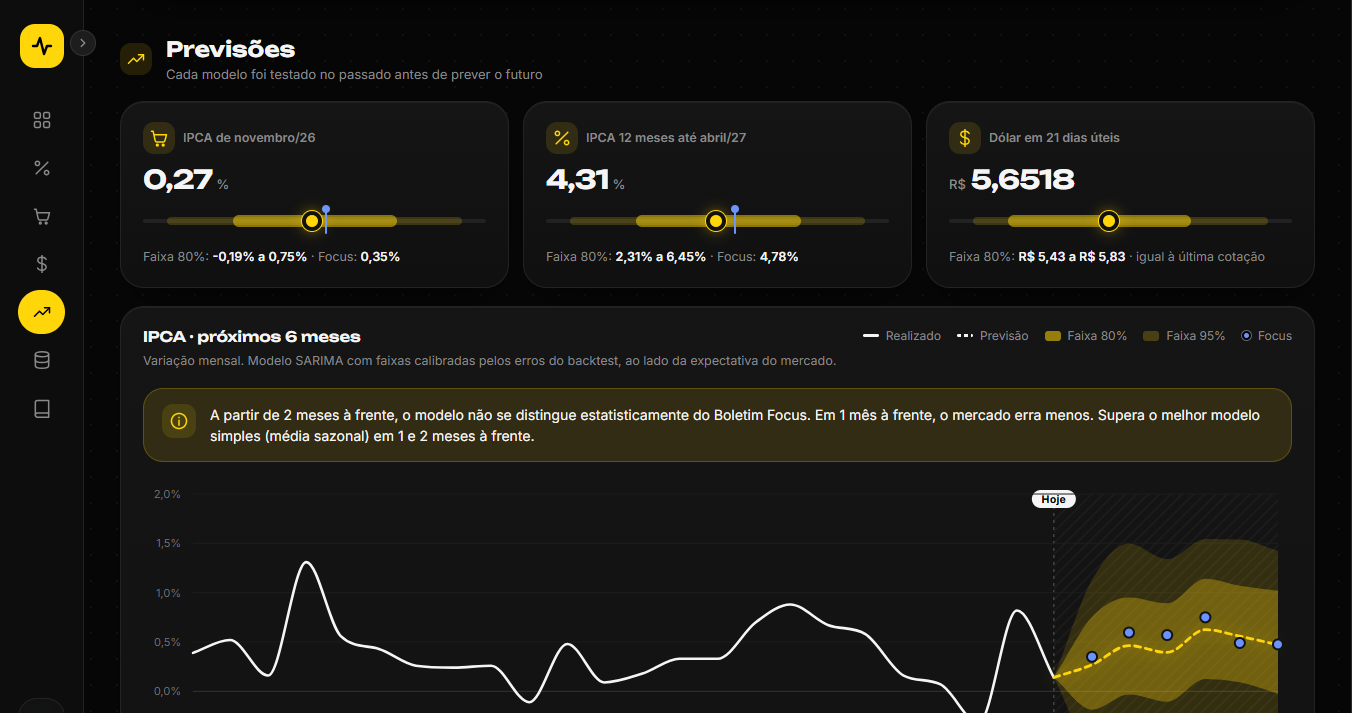 Previsões
Cada modelo foi testado no passado antes de prever o futuro
IPCA de novembro/26
0,27 %
Faixa 80%: -0,19% a 0,75% · Focus: 0,35%
IPCA 12 meses até abril/27
4,31 %
Faixa 80%: 2,31% a 6,45% · Focus: 4,78%
Dólar em 21 dias úteis
R$ 5,6518
Faixa 80%: R$ 5,43 a R$ 5,83 · igual à última cotação
IPCA · próximos 6 meses
Realizado Previsão Faixa 80% Faixa 95% Focus
Variação mensal. Modelo SARIMA com faixas calibradas pelos erros do backtest, ao lado da expectativa do mercado.
A partir de 2 meses à frente, o modelo não se distingue estatisticamente do Boletim Focus. Em 1 mês à frente, o mercado erra menos. Supera o melhor modelo
simples (média sazonal) em 1 e 2 meses à frente.
2,0%
Hoje
1,5%
1,0%
0,5%
0,0%